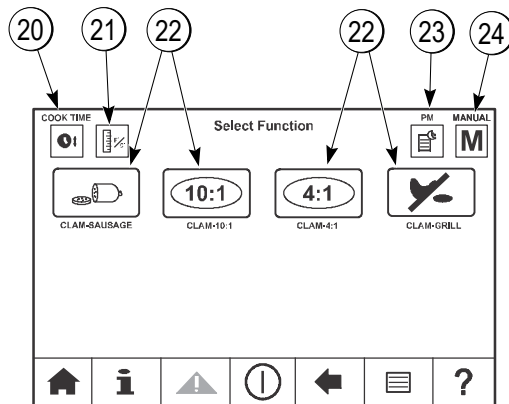 20 21 22 22 23 24
COOK TIME PM MANUAL
Select Function
F/C M
10:1 4:1
CLAM-SAUSAGE CLAM-10:1 CLAM-4:1 CLAM-GRILL
i ?